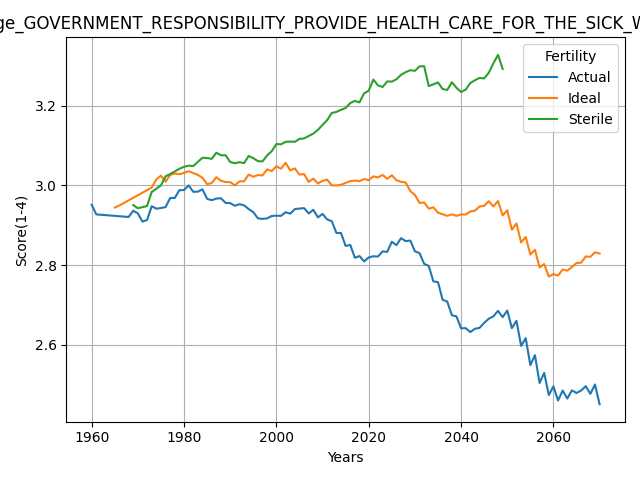 ge_GOVERNMENT_RESPONSIBILITY_PROVIDE_HEALTH_CARE_FOR_THE_SICK_W
Fertility
Actual
Ideal
Sterile
Score(1-4)
3.2
3.0
2.8
2.6
1960 1980 2000 2020 2040 2060
Years